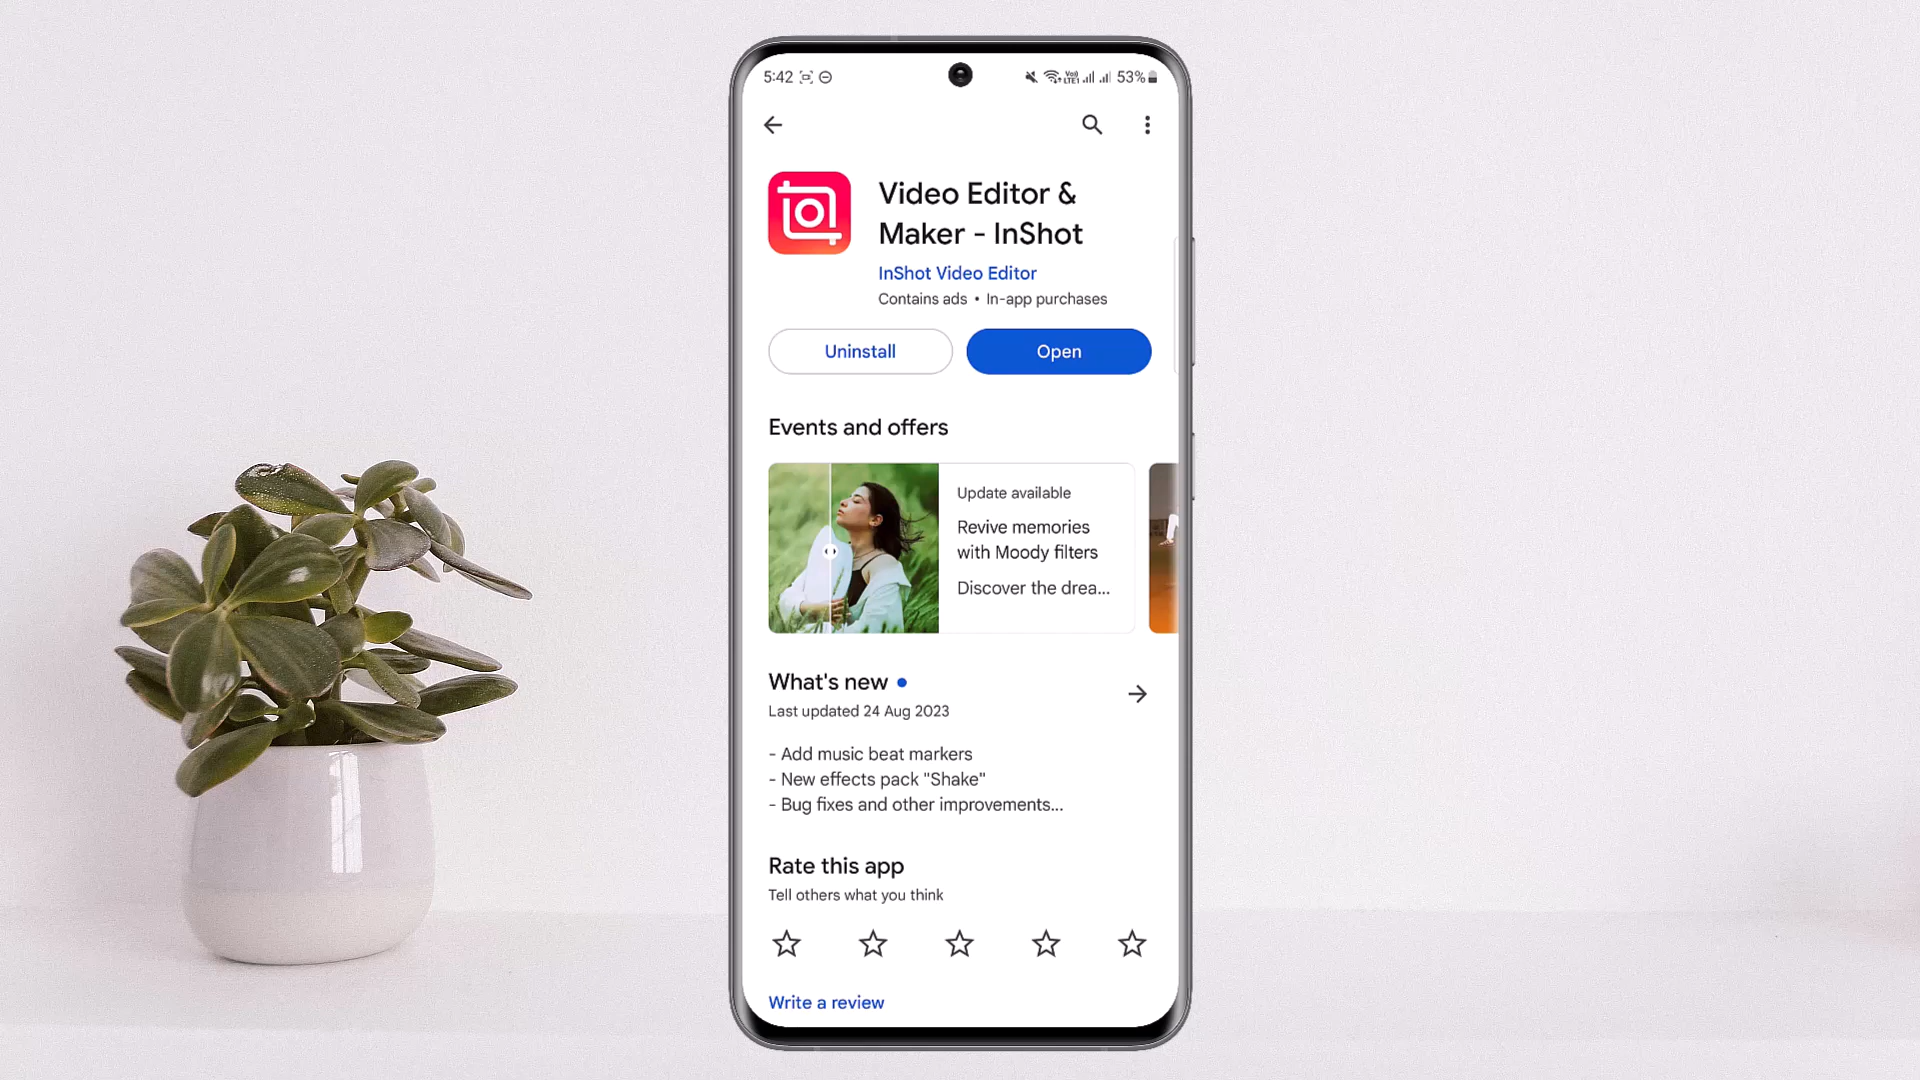 5:42
53%
Video Editor &
Maker - InShot
InShot Video Editor
Contains ads • In-app purchases
Uninstall
Open
Events and offers
Update available
Revive memories
with Moody filters
Discover the drea...
What's new
Last updated 24 Aug 2023
- Add music beat markers
- New effects pack "Shake"
- Bug fixes and other improvements...
Rate this app
Tell others what you think
Write a review